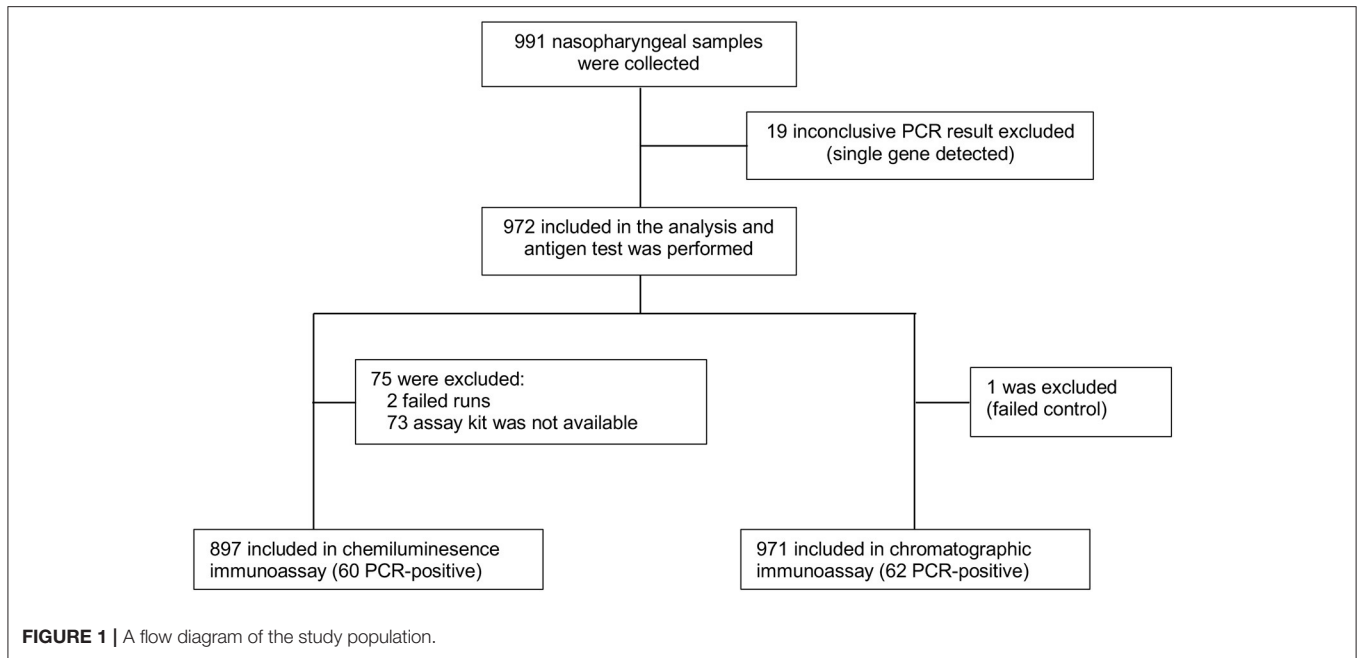 991 nasopharyngeal samples
were collected
19 inconclusive PCR result excluded
(single gene detected)
972 included in the analysis and
antigen test was performed
75 were excluded:
2 failed runs
73 assay kit was not available
1 was excluded
(failed control)
897 included in chemiluminesence
immunoassay (60 PCR-positive)
971 included in chromatographic
immunoassay (62 PCR-positive)
FIGURE 1 | A flow diagram of the study population.